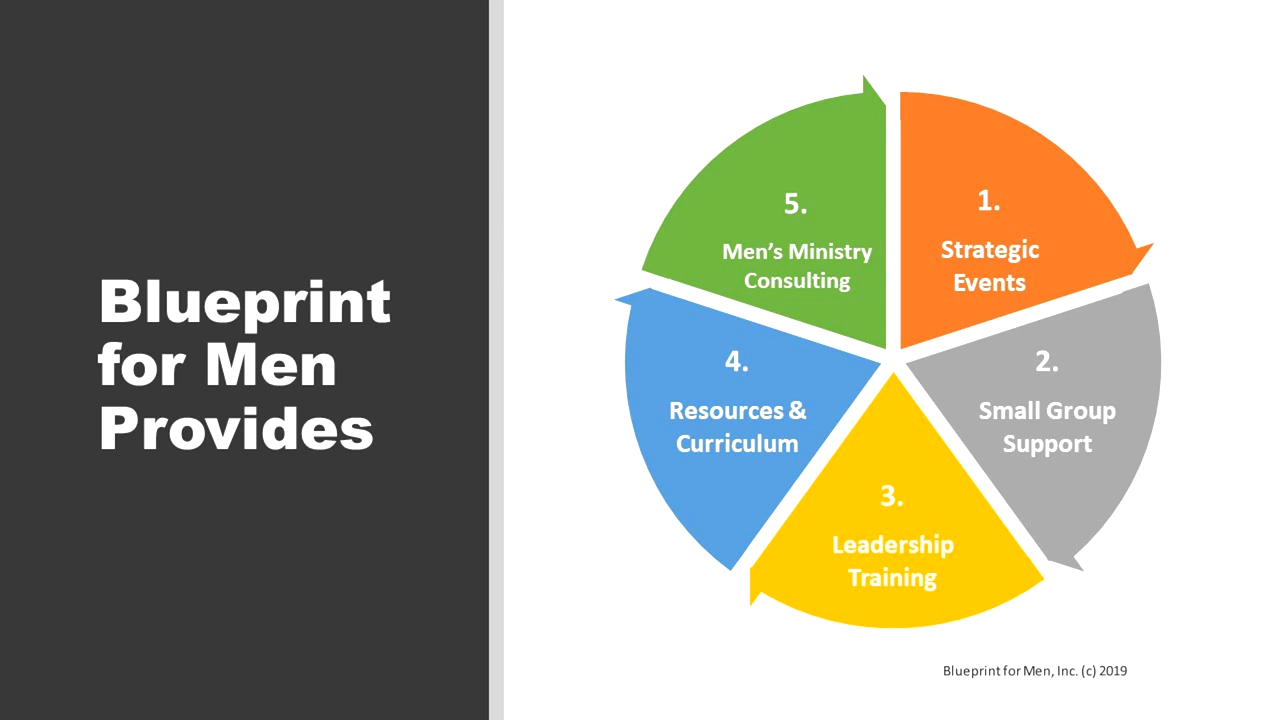 Blueprint
for Men
Provides
1.
Strategic
Events
2.
Small Group
Support
3.
Leadership
Training
4.
Resources &
Curriculum
5.
Men’s Ministry
Consulting
Blueprint for Men, Inc. (c) 2019